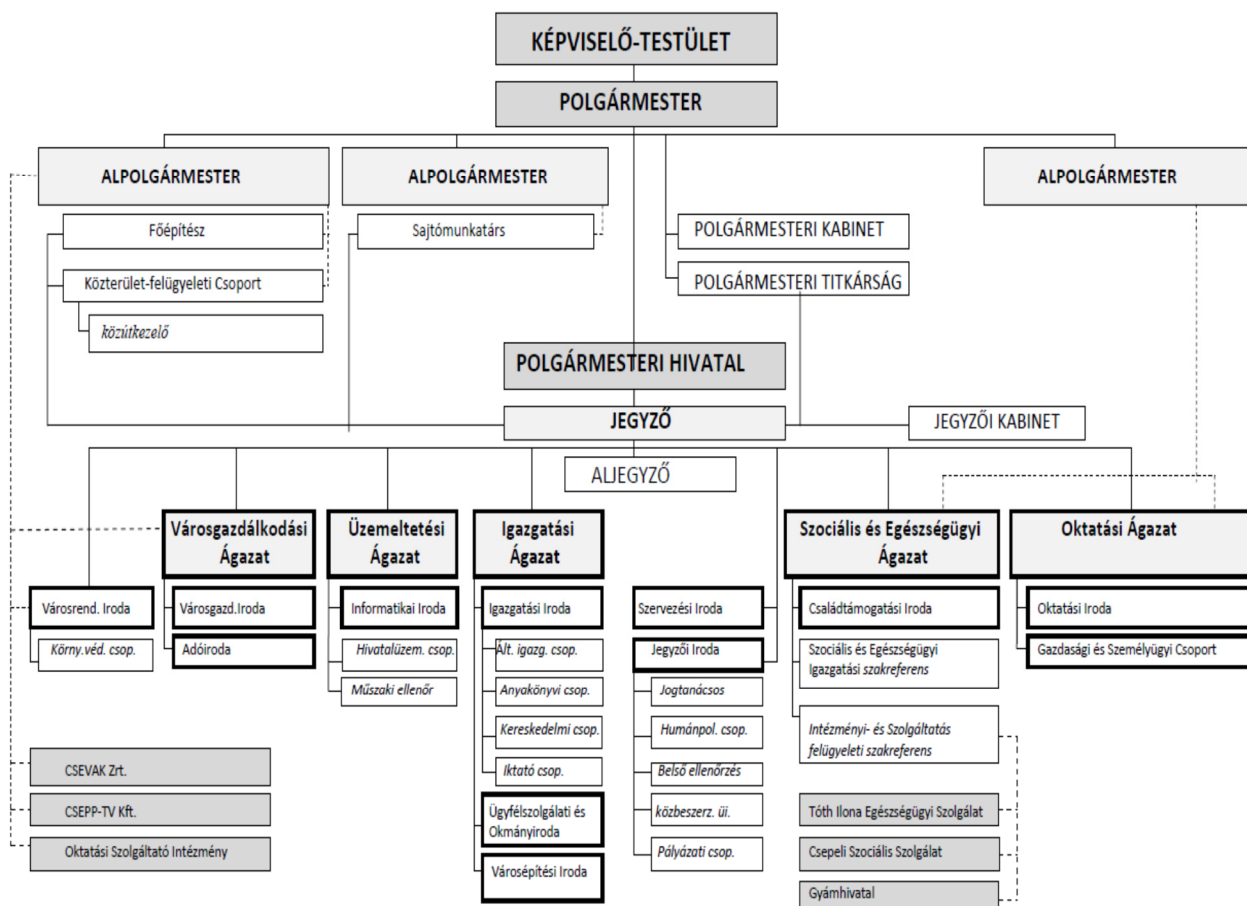 KÉPVISELŐ-TESTÜLET
POLGÁRMESTER
ALPOLGÁRMESTER
ALPOLGÁRMESTER
ALPOLGÁRMESTER
Főépítész
Sajtómunkatárs
POLGÁRMESTERI KABINET
Közterület-felügyeleti Csoport
POLGÁRMESTERI TITKÁRSÁG
közútkezelő
POLGÁRMESTERI HIVATAL
JEGYZŐ
JEGYZŐI KABINET
ALJEGYZŐ
Városgazdálkodási
Ágazat
Üzemeltetési
Ágazat
Igazgatási
Ágazat
Szociális és Egészségügyi
Ágazat
Oktatási Ágazat
Városrend. Iroda
Városgazd.Iroda
Informatikai Iroda
Igazgatási Iroda
Szervezési Iroda
Családtámogatási Iroda
Oktatási Iroda
Körny.véd. csop.
Adóiroda
Hivatalüzem. csop.
Ált. igazg. csop.
Jegyzői Iroda
Szociális és Egészségügyi
Igazgatási szakreferens
Gazdasági és Személyügyi Csoport
Műszaki ellenőr
Anyakönyvi csop.
Jogtanácsos
Kereskedelmi csop.
Humánpol. csop.
Intézményi- és Szolgáltatás
felügyeleti szakreferens
CSEVAK Zrt.
Iktató csop.
Belső ellenőrzés
CSEPP-TV Kft.
Ügyfélszolgálati és
Okmányiroda
közbeszerz. üi.
Tóth Ilona Egészségügyi Szolgálat
Oktatási Szolgáltató Intézmény
Városépítési Iroda
Pályázati csop.
Csepeli Szociális Szolgálat
Gyámhivatal